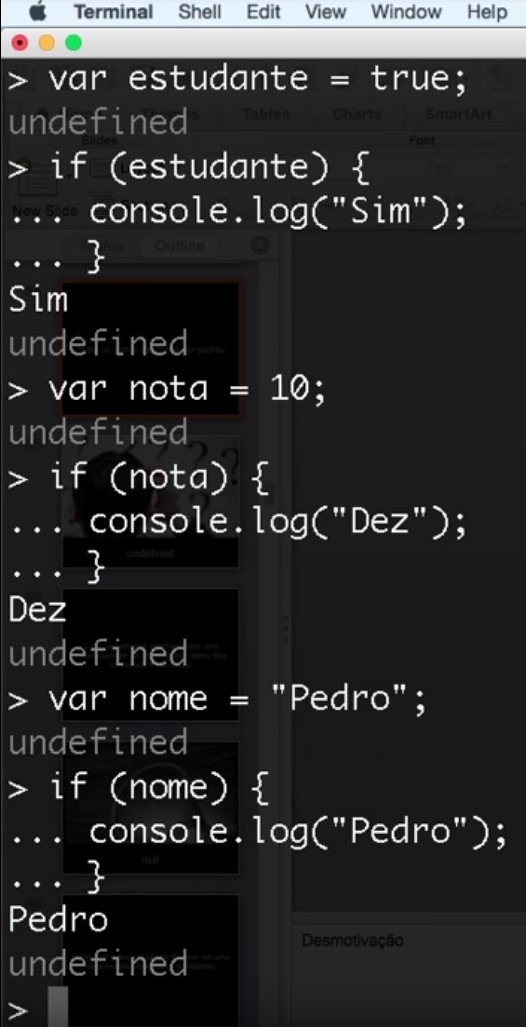 Terminal Shell Edit View Window Help
> var estudante = true;
undefined
> if (estudante) {
... console.log("Sim");
... }
Sim
undefined
> var nota = 10;
undefined
> if (nota) {
... console.log("Dez");
... }
Dez
undefined
> var nome = "Pedro";
undefined
> if (nome) {
... console.log("Pedro");
... }
Pedro
undefined
>
Tables Charts SmartArt
Slides Font
New Slide
Outline
undefined
null
Desmotivação